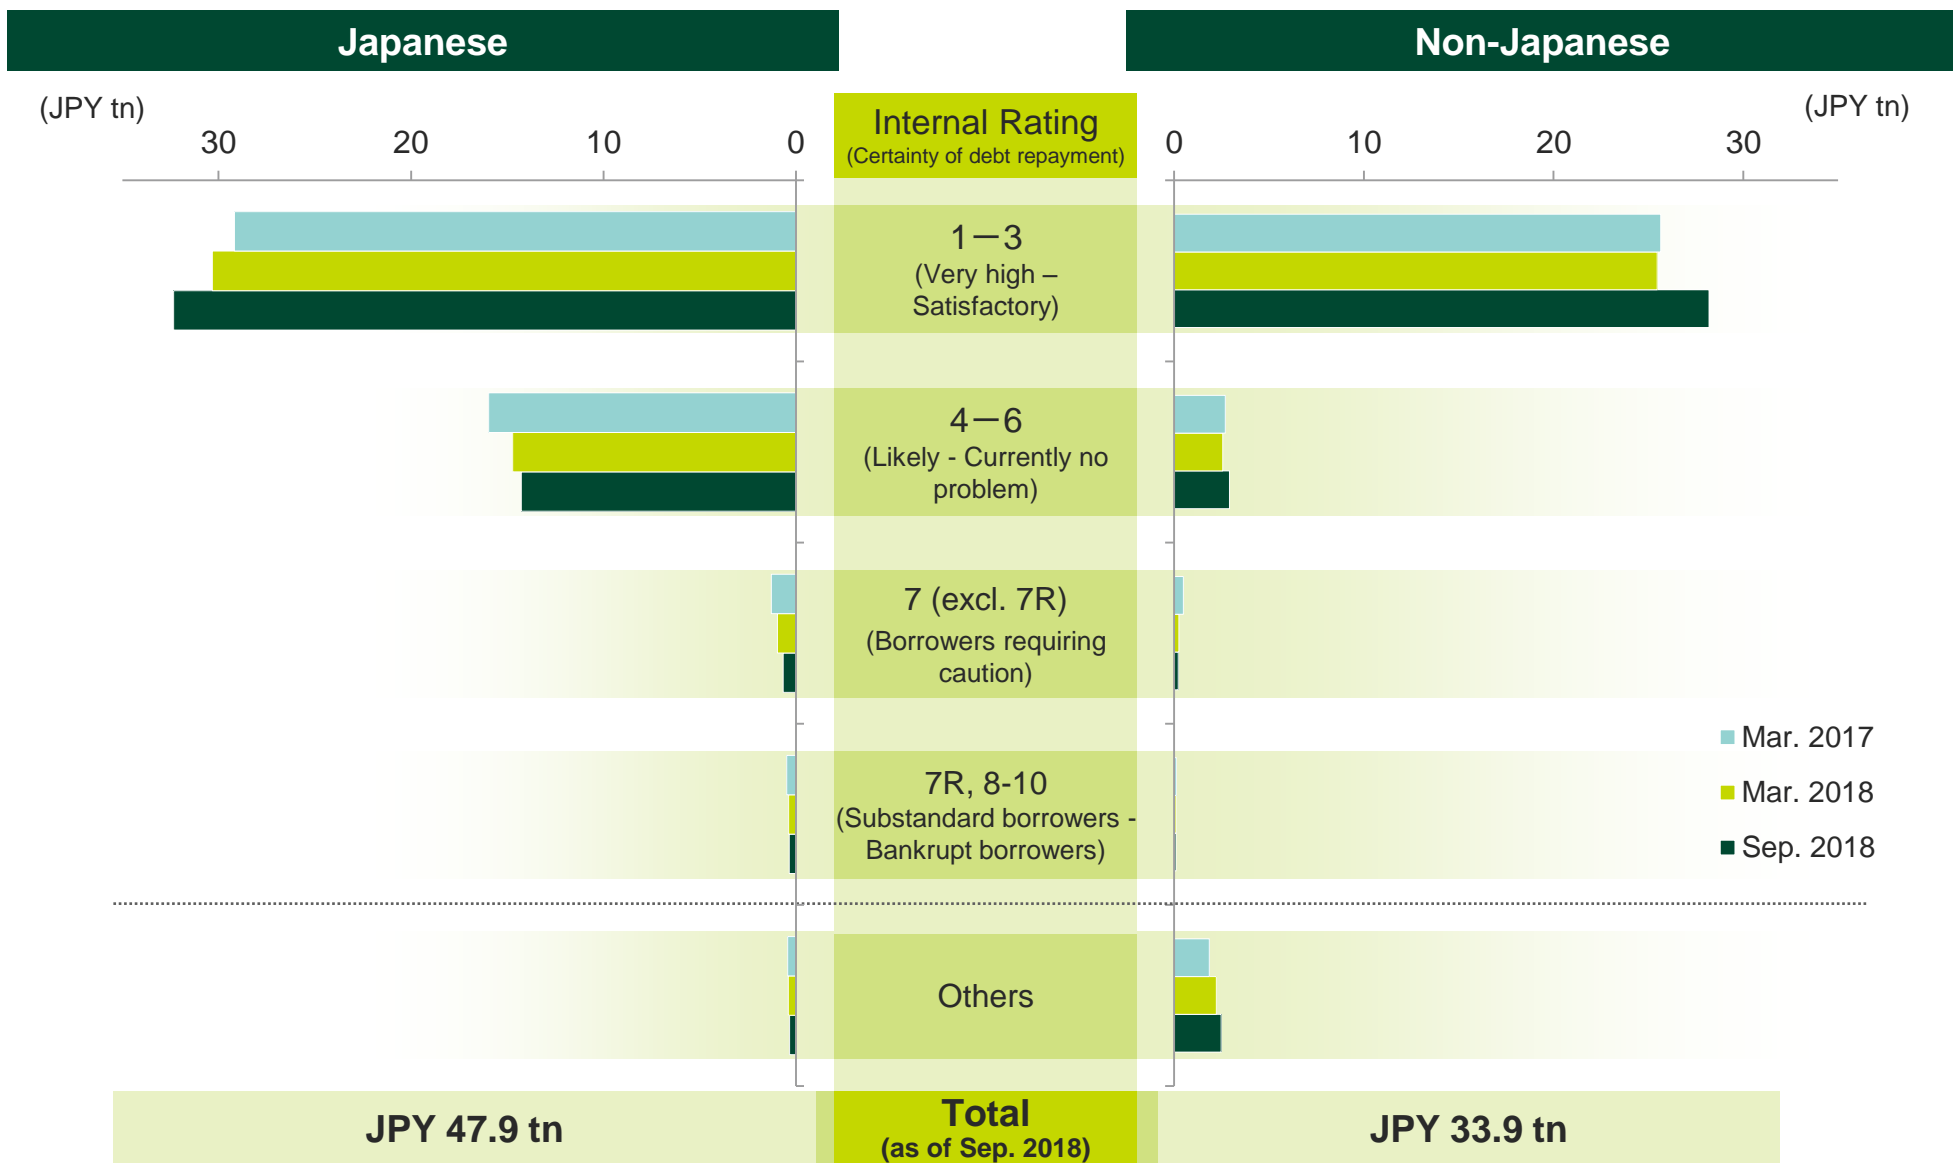 Japanese
Non-Japanese
(JPY tn)
30
20
10
0
Internal Rating
(Certainty of debt repayment)
0
10
20
30
(JPY tn)
1－3
(Very high –
Satisfactory)
4－6
(Likely - Currently no
problem)
7 (excl. 7R)
(Borrowers requiring
caution)
7R, 8-10
(Substandard borrowers -
Bankrupt borrowers)
Mar. 2017
Mar. 2018
Sep. 2018
Others
JPY 47.9 tn
Total
(as of Sep. 2018)
JPY 33.9 tn